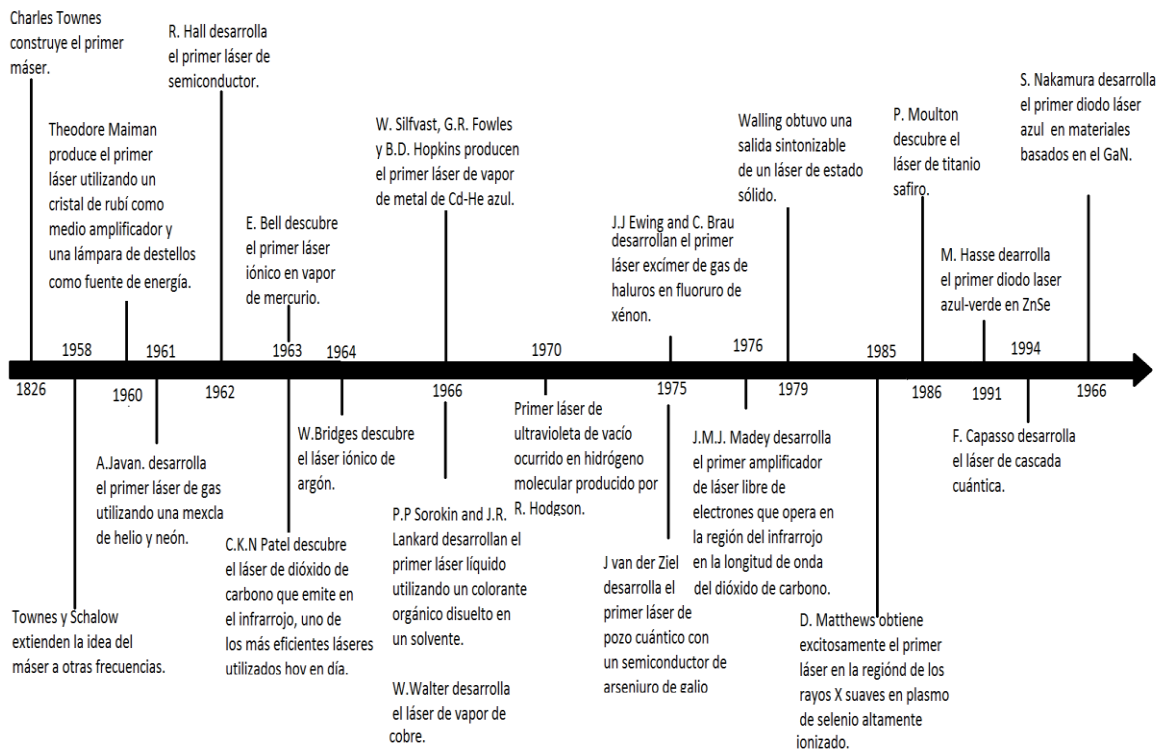 Charles Townes
construye el primer
máser.
R. Hall desarrolla
el primer láser de
semiconductor.
Theodore Maiman
produce el primer
láser utilizando un
cristal de rubí como
medio amplificador y
una lámpara de destellos
como fuente de energía.
E. Bell descubre
el primer láser
iónico en vapor
de mercurio.
W. Silfvast, G.R. Fowles
y B.D. Hopkins producen
el primer láser de vapor
de metal de Cd-He azul.
J.J Ewing and C. Brau
desarrollan el primer
láser excímer de gas de
haluros en fluoruro de
xénon.
Walling obtuvo una
salida sintonizable
de un láser de estado
sólido.
P. Moulton
descubre el
láser de titanio
safiro.
M. Hasse dearrolla
el primer diodo laser
azul-verde en ZnSe
S. Nakamura desarrolla
el primer diodo láser
azul en materiales
basados en el GaN.
1958
1961
1963
1964
1970
1976
1985
1994
1826
1960
1962
1966
1975
1979
1986
1991
1966
Townes y Schalow
extienden la idea del
máser a otras frecuencias.
A.Javan. desarrolla
el primer láser de gas
utilizando una mexcla
de helio y neón.
C.K.N Patel descubre
el láser de dióxido de
carbono que emite en
el infrarrojo, uno de
los más eficientes láseres
utilizados hoy en día.
W.Bridges descubre
el láser iónico de
argón.
P.P Sorokin and J.R.
Lankard desarrollan el
primer láser líquido
utilizando un colorante
orgánico disuelto en
un solvente.
W.Walter desarrolla
el láser de vapor de
cobre.
Primer láser de
ultravioleta de vacío
ocurrido en hidrógeno
molecular producido por
R. Hodgson.
J van der Ziel
desarrolla el
primer láser de
pozo cuántico con
un semiconductor de
arseniuro de galio
J.M.J. Madey desarrolla
el primer amplificador
de láser libre de
electrones que opera en
la región del infrarrojo
en la longitud de onda
del dióxido de carbono.
D. Matthews obtiene
excitosamente el primer
láser en la regiónd de los
rayos X suaves en plasmo
de selenio altamente
ionizado.
F. Capasso desarrolla
el láser de cascada
cuántica.